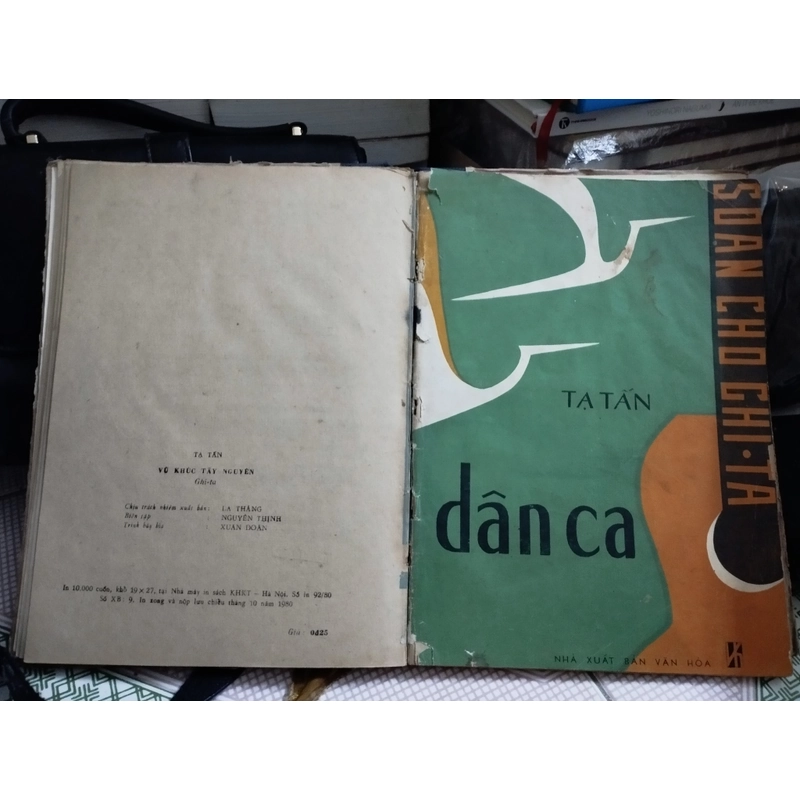 TẠ TẤN
VŨ KHÚC TÂY NGUYÊN
Ghi-ta
Chịu trách nhiệm xuất bản: LA THĂNG
Biên tập : NGUYÊN THỊNH
Trình bày bìa : XUÂN ĐOÀN
In 10.000 cuốn, khổ 19 × 27, tại Nhà máy in sách KHKT — Hà Nội. Số in 92/80
Số XB: 9. In xong và nộp lưu chiểu tháng 10 năm 1980
Giá: 0đ25
SOẠN CHO GHI-TA
TẠ TẤN
dân ca
NHÀ XUẤT BẢN VĂN HÓA